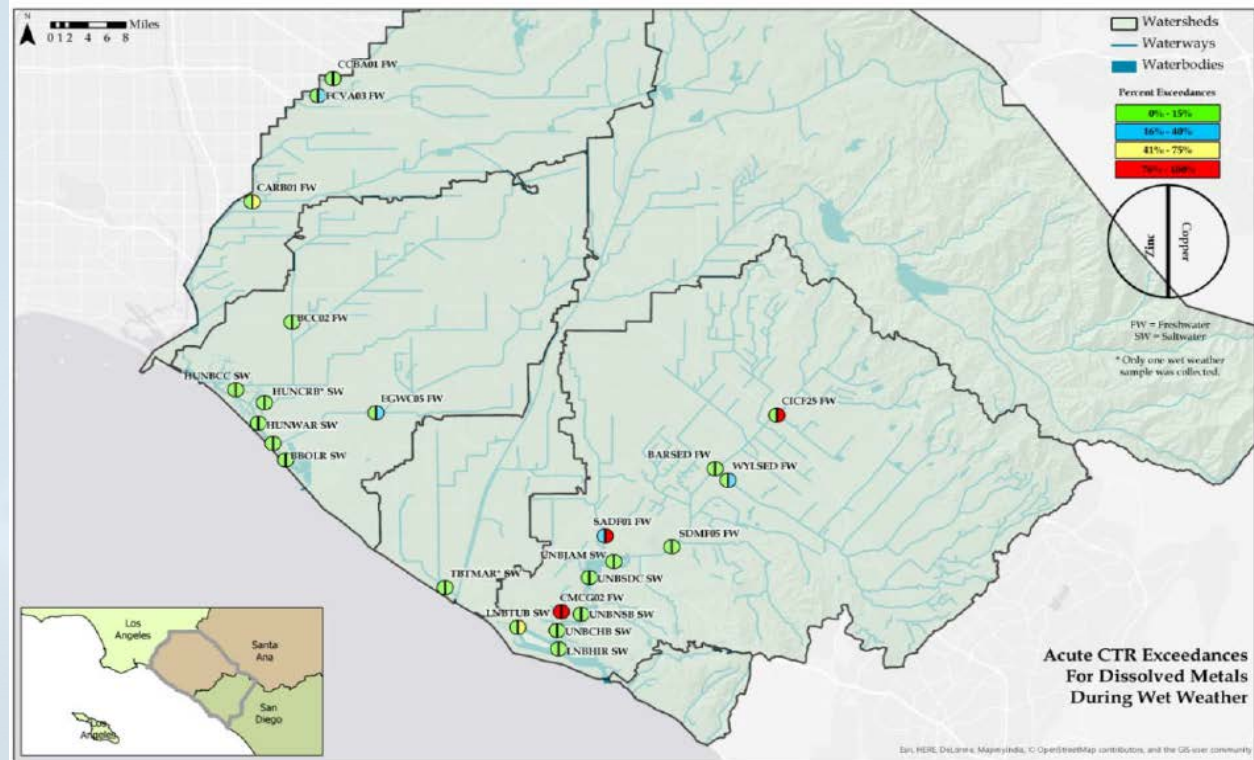 N
Miles
0 1 2 4 6 8
Watersheds
Waterways
Waterbodies
Percent Exceedances
0% - 15%
16% - 40%
41% - 75%
76% - 100%
Zinc
Copper
FW = Freshwater
SW = Saltwater
* Only one wet weather
sample was collected.
CCBA01 FW
FCVA03 FW
CARB01 FW
BCC02 FW
HUNBCC SW
HUNCRB* SW
EGWC05 FW
HUNWAR SW
BBOLR SW
CICF25 FW
BARSED FW
WYLSED FW
SADF01 FW
SDMF05 FW
UNBJAM SW
UNBSDC SW
TBTMAR* SW
CMCG02 FW
LNBTUB SW
UNBNSB SW
UNBCHB SW
LNBHIR SW
Los
Angeles
Santa
Ana
San
Diego
Los
Angeles
Acute CTR Exceedances
For Dissolved Metals
During Wet Weather
Esri, HERE, DeLorme, MapmyIndia, © OpenStreetMap contributors, and the GIS user community